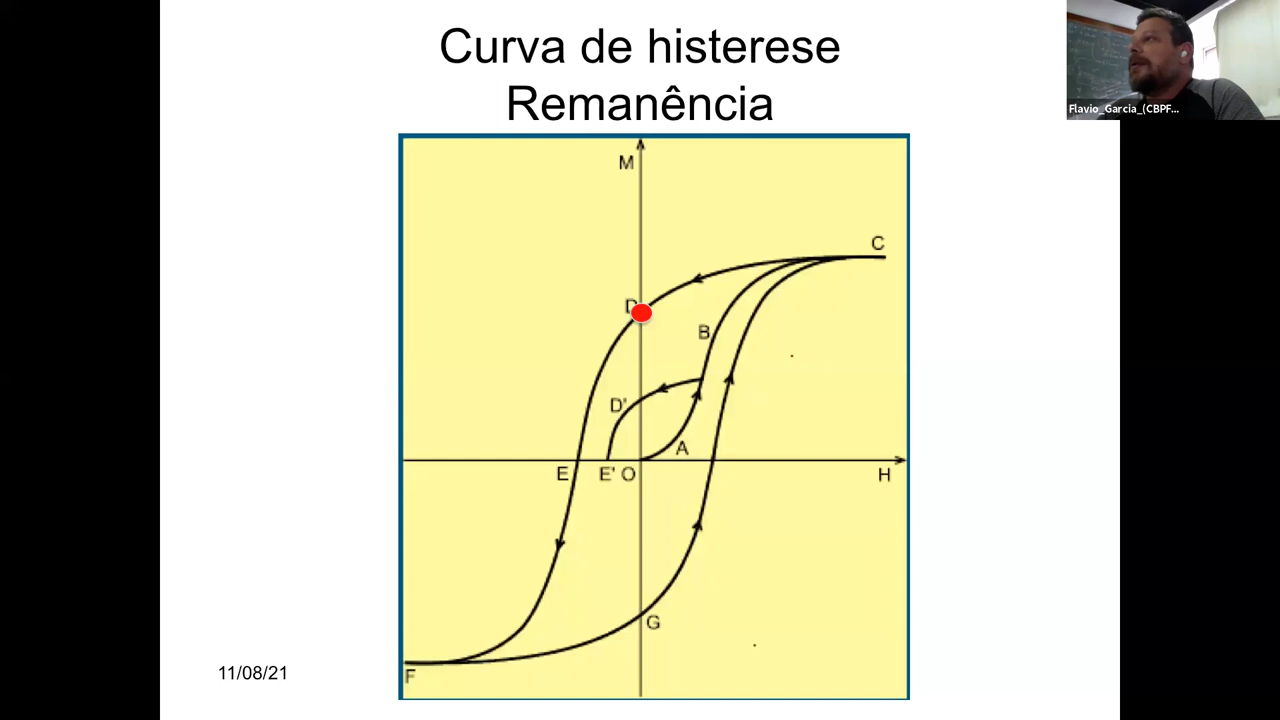 Curva de histerese
Remanência
Flavio_Garcia_(CBPF...
M
C
D
B
D'
A
E
E'
O
H
G
F
11/08/21